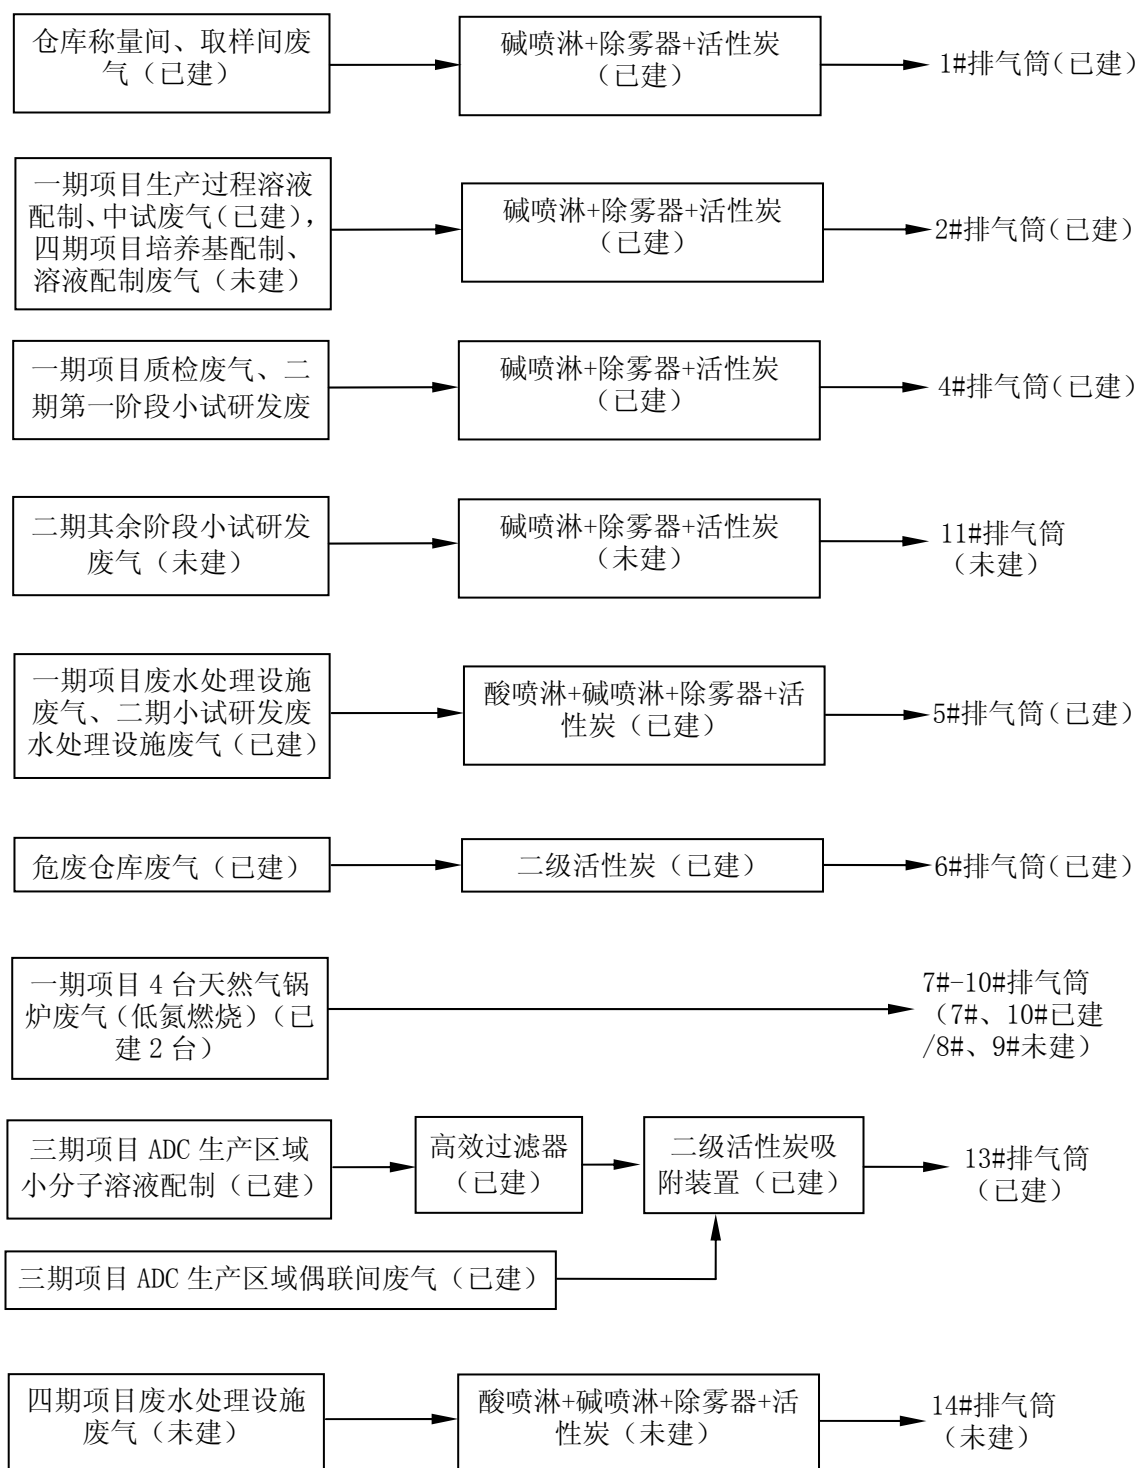 仓库称量间、取样间废
气（已建）
碱喷淋+除雾器+活性炭
（已建）
1#排气筒（已建）
一期项目生产过程溶液
配制、中试废气（已建），
四期项目培养基配制、
溶液配制废气（未建）
碱喷淋+除雾器+活性炭
（已建）
2#排气筒（已建）
一期项目质检废气、二
期第一阶段小试研发废
碱喷淋+除雾器+活性炭
（已建）
4#排气筒（已建）
二期其余阶段小试研发
废气（未建）
碱喷淋+除雾器+活性炭
（未建）
11#排气筒
（未建）
一期项目废水处理设施
废气、二期小试研发废
水处理设施废气（已建）
酸喷淋+碱喷淋+除雾器+活
性炭（已建）
5#排气筒（已建）
危废仓库废气（已建）
二级活性炭（已建）
6#排气筒（已建）
一期项目 4 台天然气锅
炉废气（低氮燃烧）（已
建 2 台）
7#-10#排气筒
（7#、10#已建
/8#、9#未建）
三期项目 ADC 生产区域
小分子溶液配制（已建）
高效过滤器
（已建）
二级活性炭吸
附装置（已建）
13#排气筒
（已建）
三期项目 ADC 生产区域偶联间废气（已建）
四期项目废水处理设施
废气（未建）
酸喷淋+碱喷淋+除雾器+活
性炭（未建）
14#排气筒
（未建）